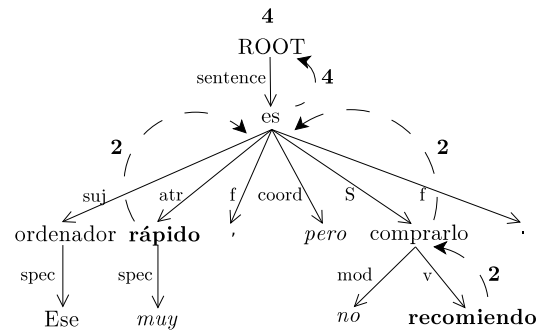 4
ROOT
sentence 4
es
2 2
suj atr f coord S f
ordenador rápido , pero comprarlo .
spec spec mod v 2
Ese muy no recomiendo